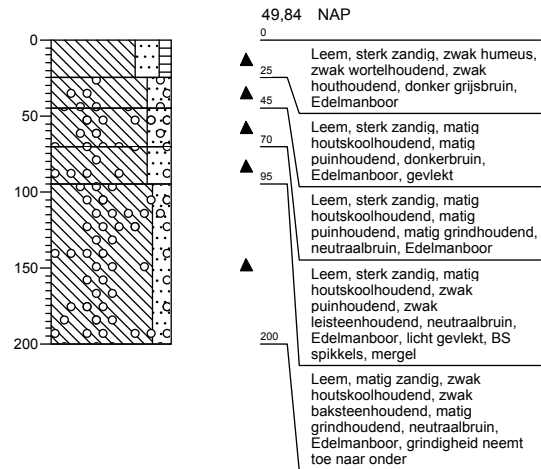 49,84 NAP
0
50
100
150
200
0
25
45
70
95
200
Leem, sterk zandig, zwak humeus,
zwak wortelhoudend, zwak
houthoudend, donker grijsbruin,
Edelmanboor
Leem, sterk zandig, matig
houtskoolhoudend, matig
puinhoudend, donkerbruin,
Edelmanboor, gevlekt
Leem, sterk zandig, matig
houtskoolhoudend, matig
puinhoudend, matig grindhoudend,
neutraalbruin, Edelmanboor
Leem, sterk zandig, matig
houtskoolhoudend, zwak
puinhoudend, zwak
leisteenhoudend, neutraalbruin,
Edelmanboor, licht gevlekt, BS
spikkels, mergel
Leem, matig zandig, zwak
houtskoolhoudend, zwak
baksteenhoudend, matig
grindhoudend, neutraalbruin,
Edelmanboor, grindigheid neemt
toe naar onder